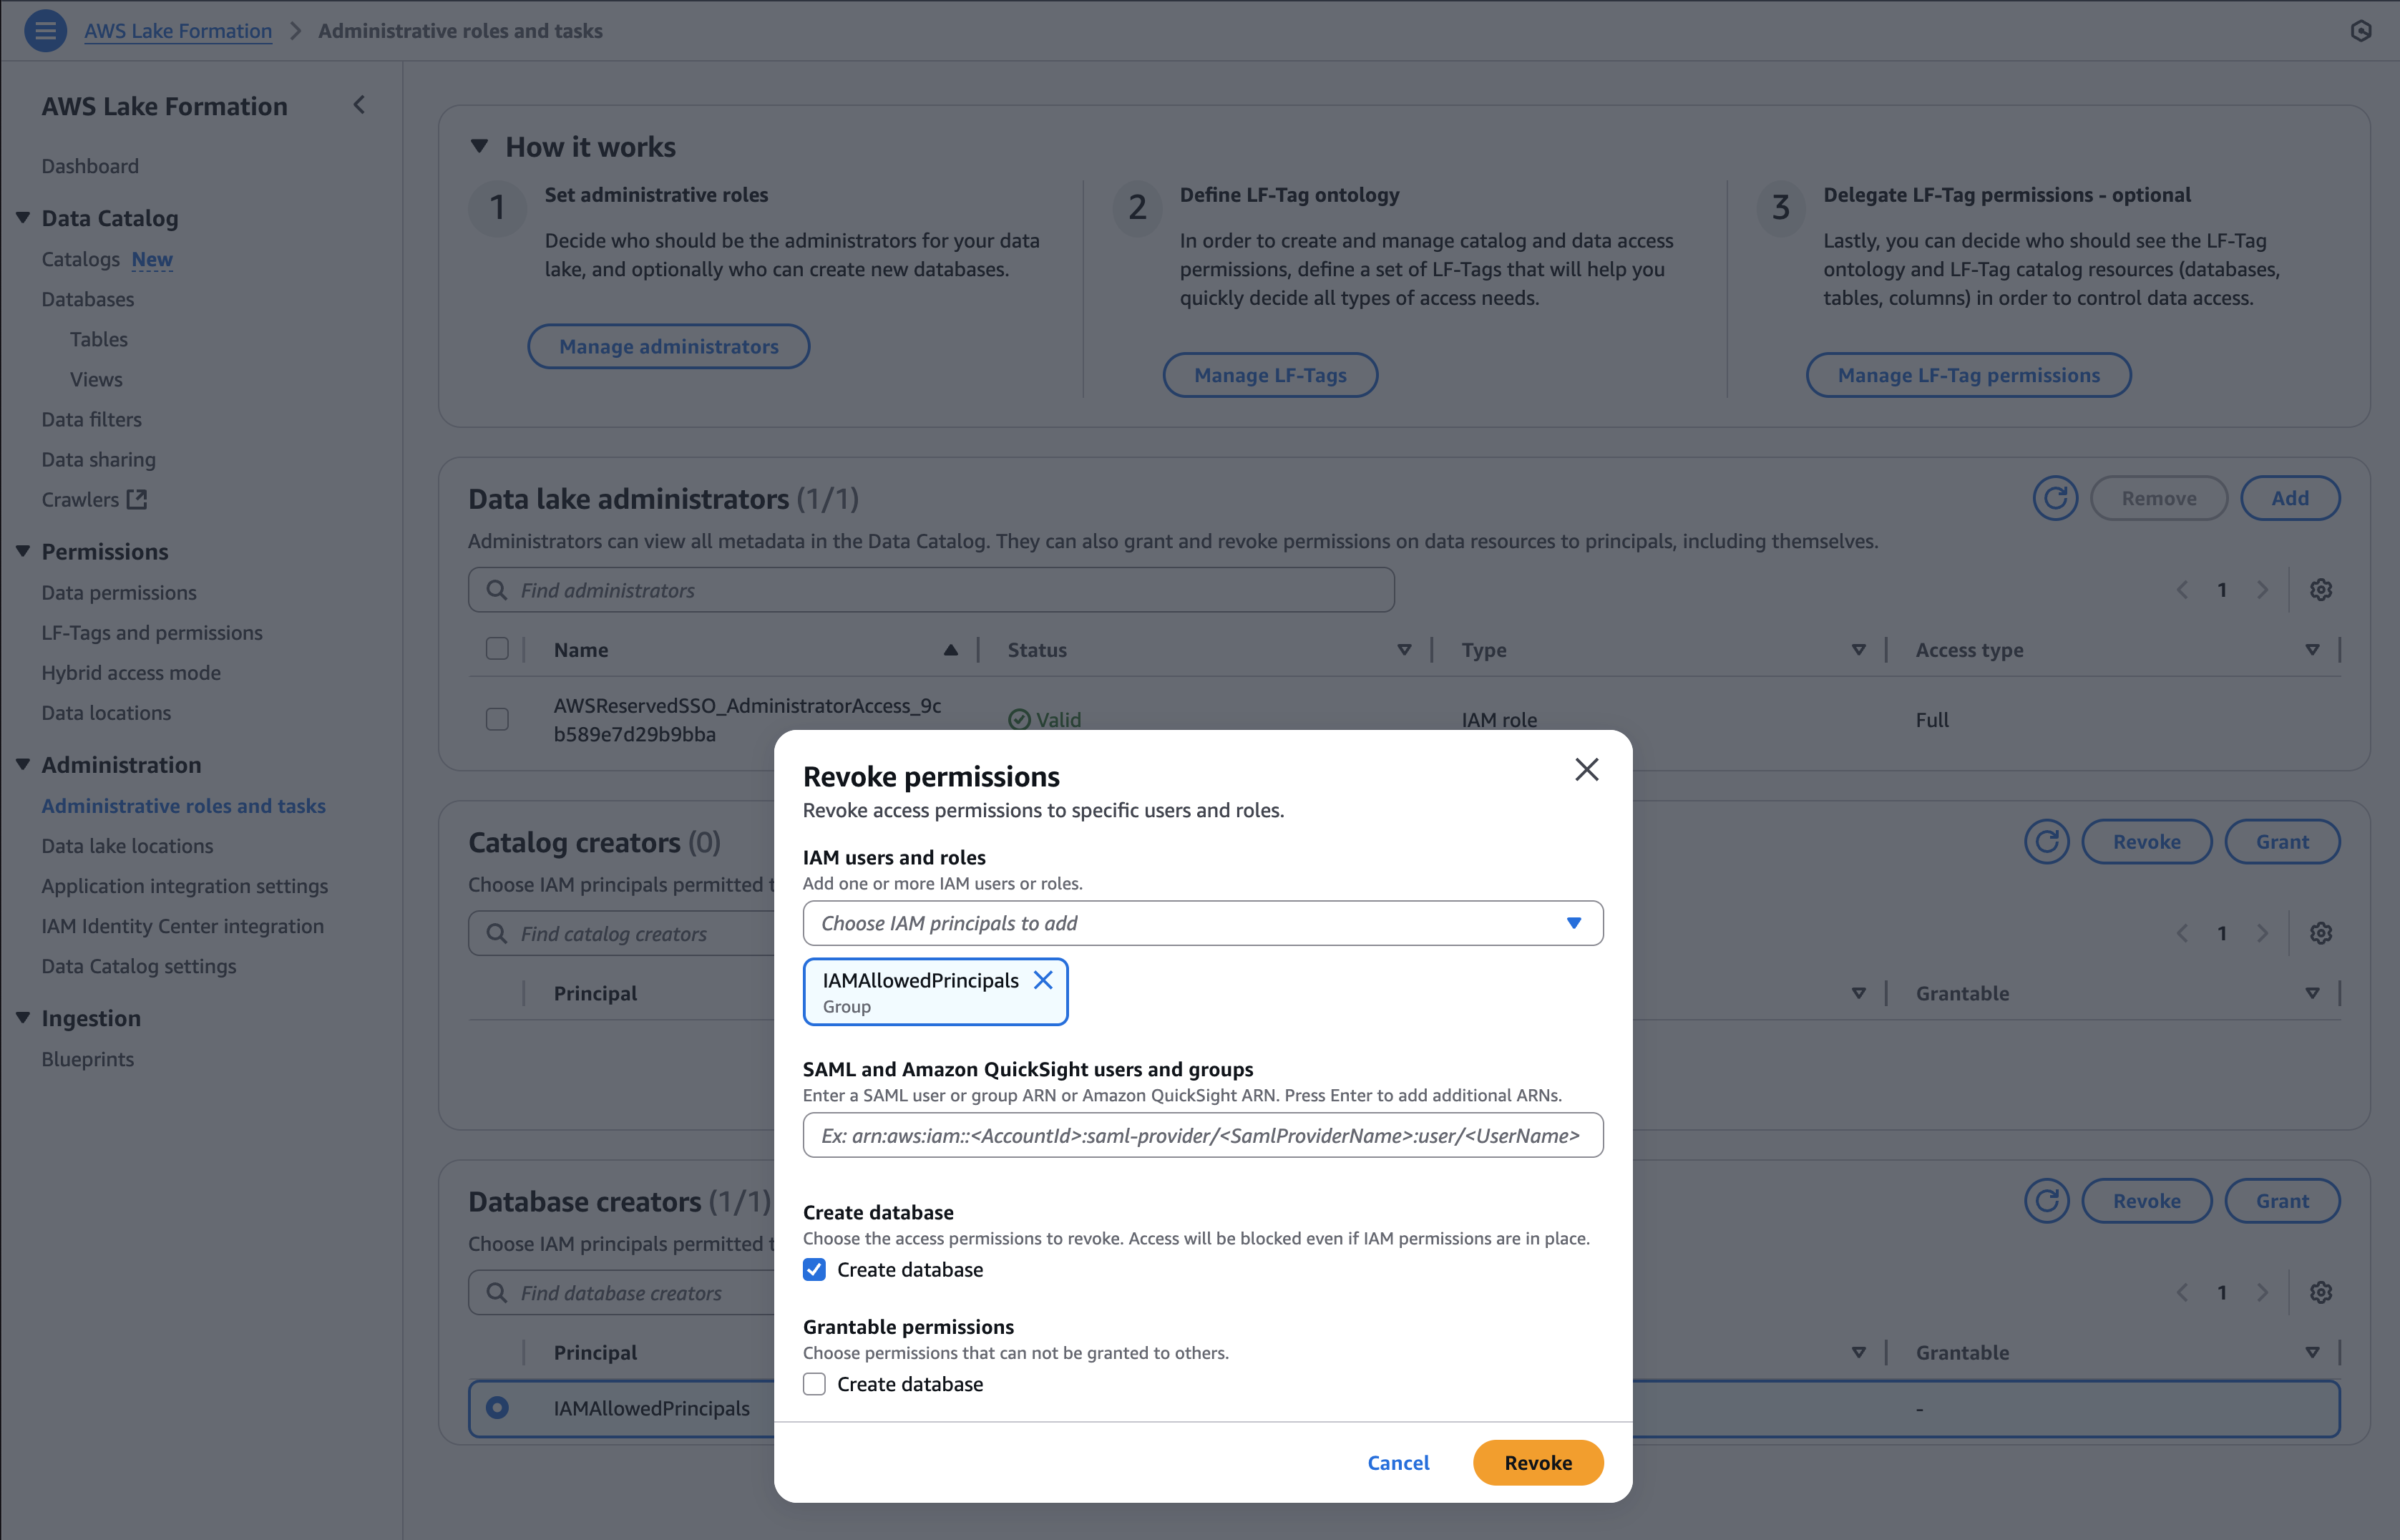 AWS Lake Formation > Administrative roles and tasks
AWS Lake Formation
Dashboard
Data Catalog
Catalogs New
Databases
Tables
Views
Data filters
Data sharing
Crawlers
Permissions
Data permissions
LF-Tags and permissions
Hybrid access mode
Data locations
Administration
Administrative roles and tasks
Data lake locations
Application integration settings
IAM Identity Center integration
Data Catalog settings
Ingestion
Blueprints
How it works
1
Set administrative roles
Decide who should be the administrators for your data
lake, and optionally who can create new databases.
Manage administrators
2
Define LF-Tag ontology
In order to create and manage catalog and data access
permissions, define a set of LF-Tags that will help you
quickly decide all types of access needs.
Manage LF-Tags
3
Delegate LF-Tag permissions - optional
Lastly, you can decide who should see the LF-Tag
ontology and LF-Tag catalog resources (databases,
tables, columns) in order to control data access.
Manage LF-Tag permissions
Data lake administrators (1/1)
Remove
Add
Administrators can view all metadata in the Data Catalog. They can also grant and revoke permissions on data resources to principals, including themselves.
Find administrators
1
Name
Status
Type
Access type
AWSReservedSSO_AdministratorAccess_9c
b589e7d29b9bba
Valid
IAM role
Full
Catalog creators (0)
Revoke
Grant
Choose IAM principals permitted t
Find catalog creators
1
Principal
Grantable
Database creators (1/1)
Revoke
Grant
Choose IAM principals permitted t
Find database creators
1
Principal
Grantable
IAMAllowedPrincipals
-
Revoke permissions
Revoke access permissions to specific users and roles.
IAM users and roles
Add one or more IAM users or roles.
Choose IAM principals to add
IAMAllowedPrincipals
Group
SAML and Amazon QuickSight users and groups
Enter a SAML user or group ARN or Amazon QuickSight ARN. Press Enter to add additional ARNs.
Ex: arn:aws:iam::<AccountId>:saml-provider/<SamlProviderName>:user/<UserName>
Create database
Choose the access permissions to revoke. Access will be blocked even if IAM permissions are in place.
Create database
Grantable permissions
Choose permissions that can not be granted to others.
Create database
Cancel
Revoke